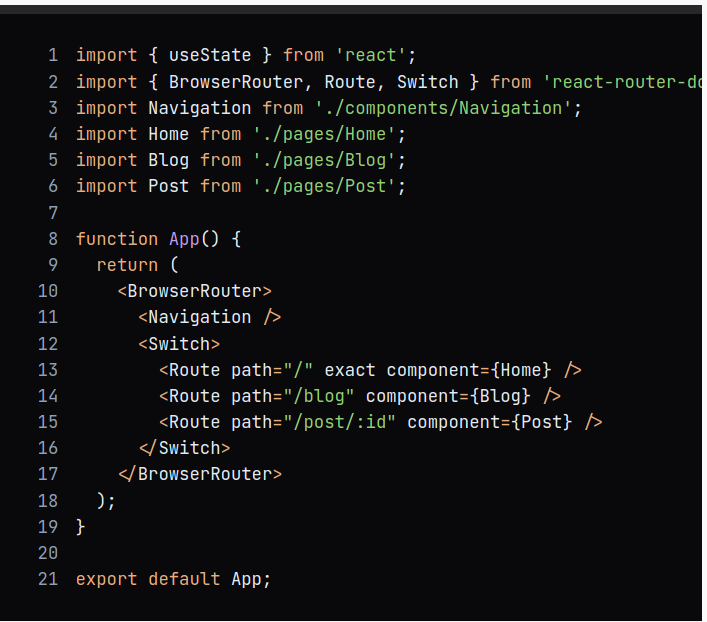 1 import { useState } from 'react';
2 import { BrowserRouter, Route, Switch } from 'react-router-do
3 import Navigation from './components/Navigation';
4 import Home from './pages/Home';
5 import Blog from './pages/Blog';
6 import Post from './pages/Post';
7
8 function App() {
9   return (
10     <BrowserRouter>
11       <Navigation />
12       <Switch>
13         <Route path="/" exact component={Home} />
14         <Route path="/blog" component={Blog} />
15         <Route path="/post/:id" component={Post} />
16       </Switch>
17     </BrowserRouter>
18   );
19 }
20
21 export default App;